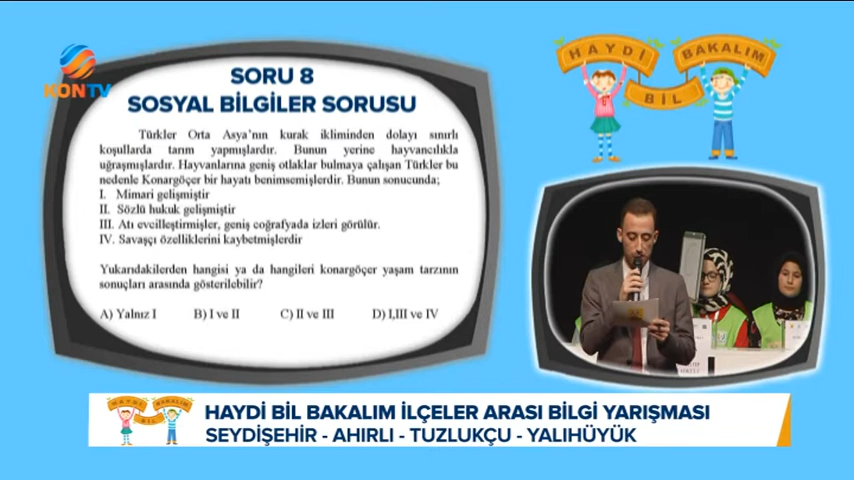 KONTV
SORU 8
SOSYAL BİLGİLER SORUSU
Türkler Orta Asya'nın kurak ikliminden dolayı sınırlı
koşullarda tarım yapmışlardır. Bunun yerine hayvancılıkla
uğraşmışlardır. Hayvanlarına geniş otlaklar bulmaya çalışan Türkler bu
nedenle Konargöçer bir hayatı benimsemişlerdir. Bunun sonucunda;
I. Mimari gelişmiştir
II. Sözlü hukuk gelişmiştir
III. Atı evcilleştirmişler, geniş coğrafyada izleri görülür.
IV. Savaşçı özelliklerini kaybetmişlerdir
Yukarıdakilerden hangisi ya da hangileri konargöçer yaşam tarzının
sonuçları arasında gösterilebilir?
A) Yalnız I B) I ve II C) II ve III D) I,III ve IV
HAYDİ BAKALIM
BİL
HAYDİ BAKALIM
BİL
HAYDİ BİL BAKALIM İLÇELER ARASI BİLGİ YARIŞMASI
SEYDİŞEHİR - AHIRLI - TUZLUKÇU - YALIHÜYÜK